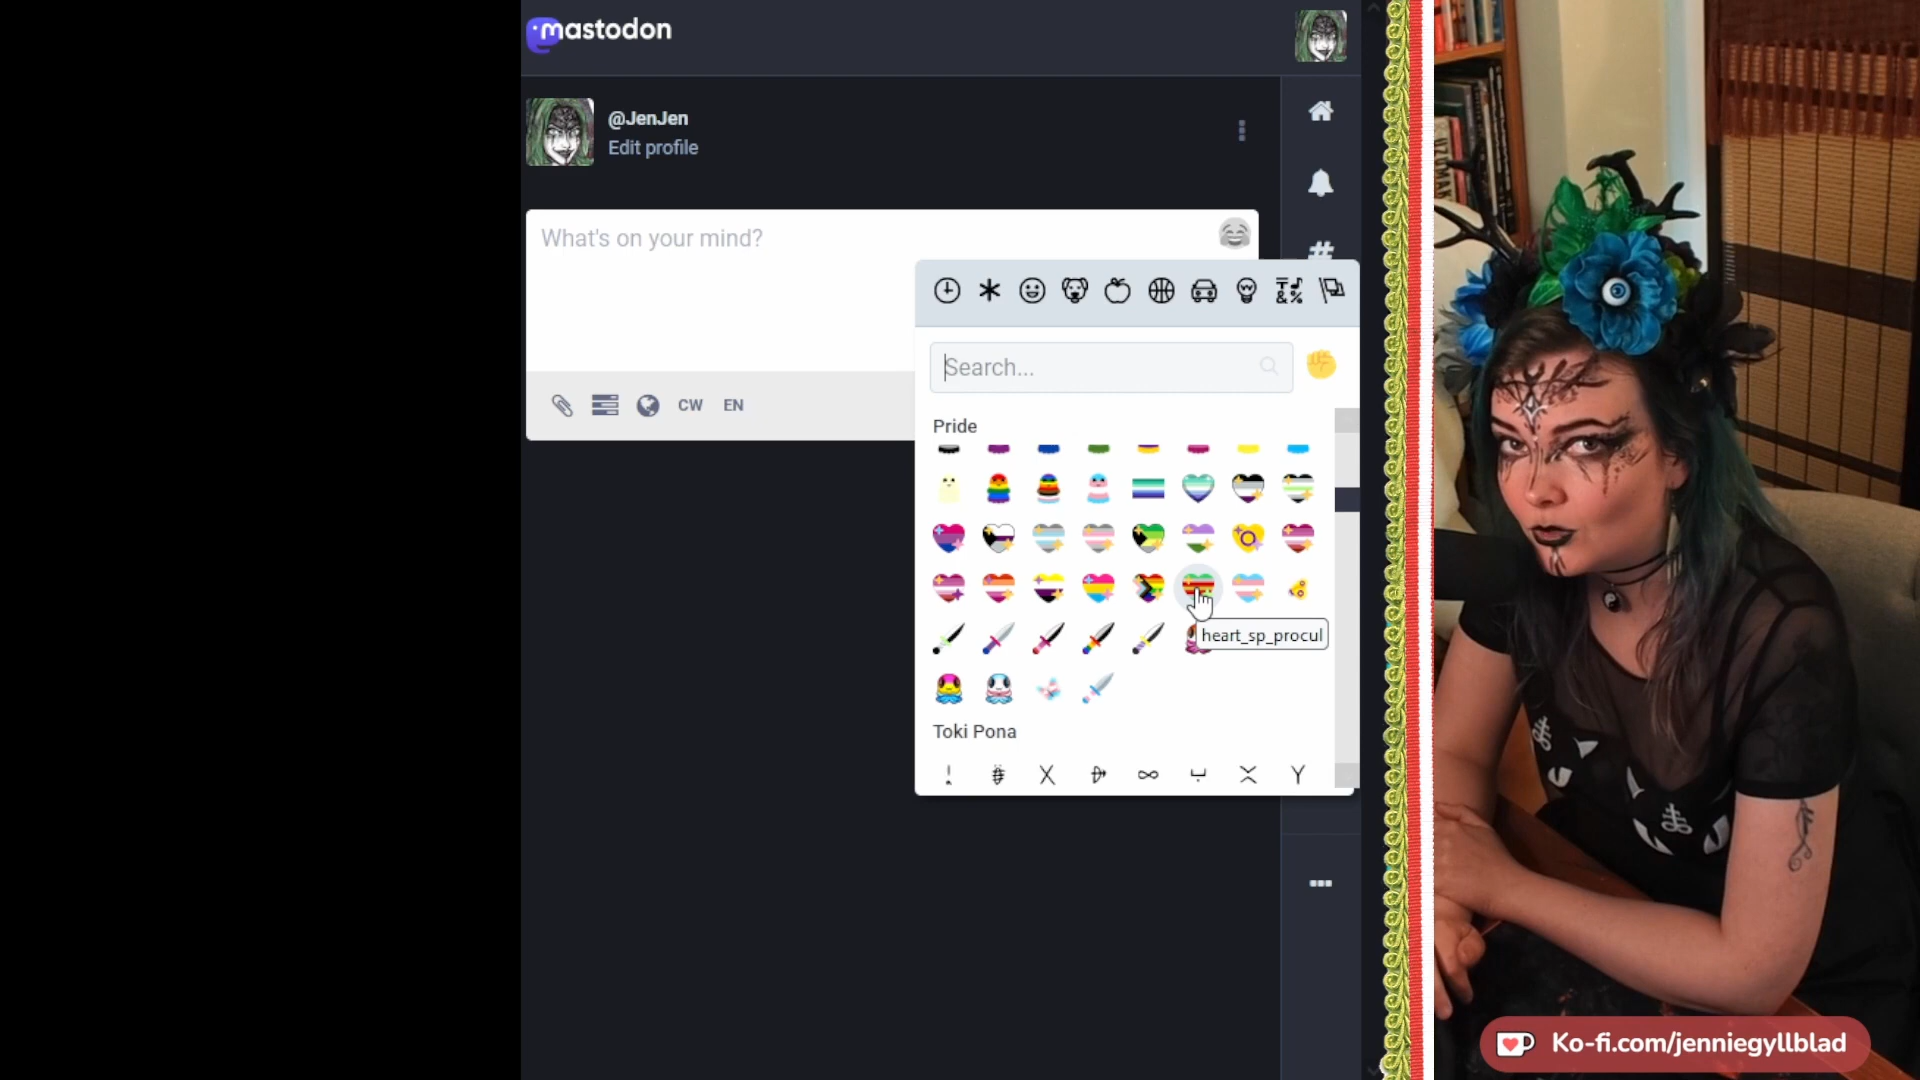 mastodon
@JenJen
Edit profile
What's on your mind?
CW
EN
Search...
Pride
heart_sp_procul
Toki Pona
Ko-fi.com/jenniegyllblad